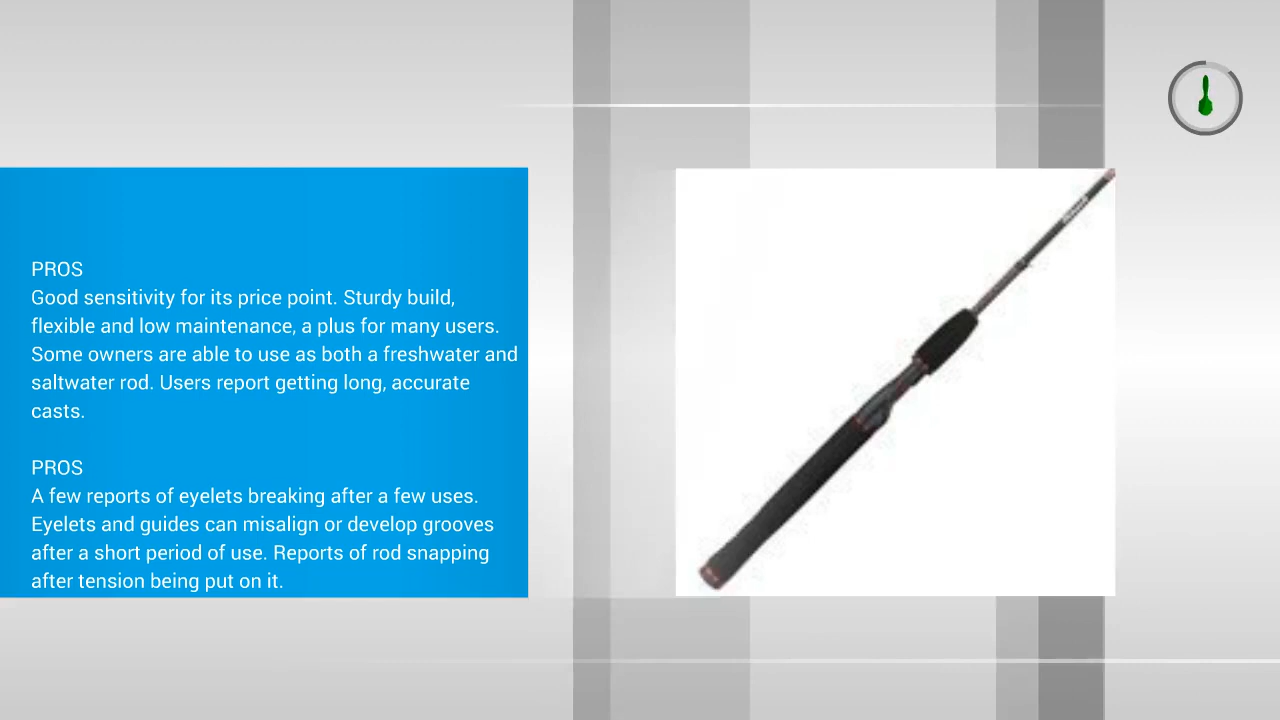 PROS
Good sensitivity for its price point. Sturdy build,
flexible and low maintenance, a plus for many users.
Some owners are able to use as both a freshwater and
saltwater rod. Users report getting long, accurate
casts.
PROS
A few reports of eyelets breaking after a few uses.
Eyelets and guides can misalign or develop grooves
after a short period of use. Reports of rod snapping
after tension being put on it.